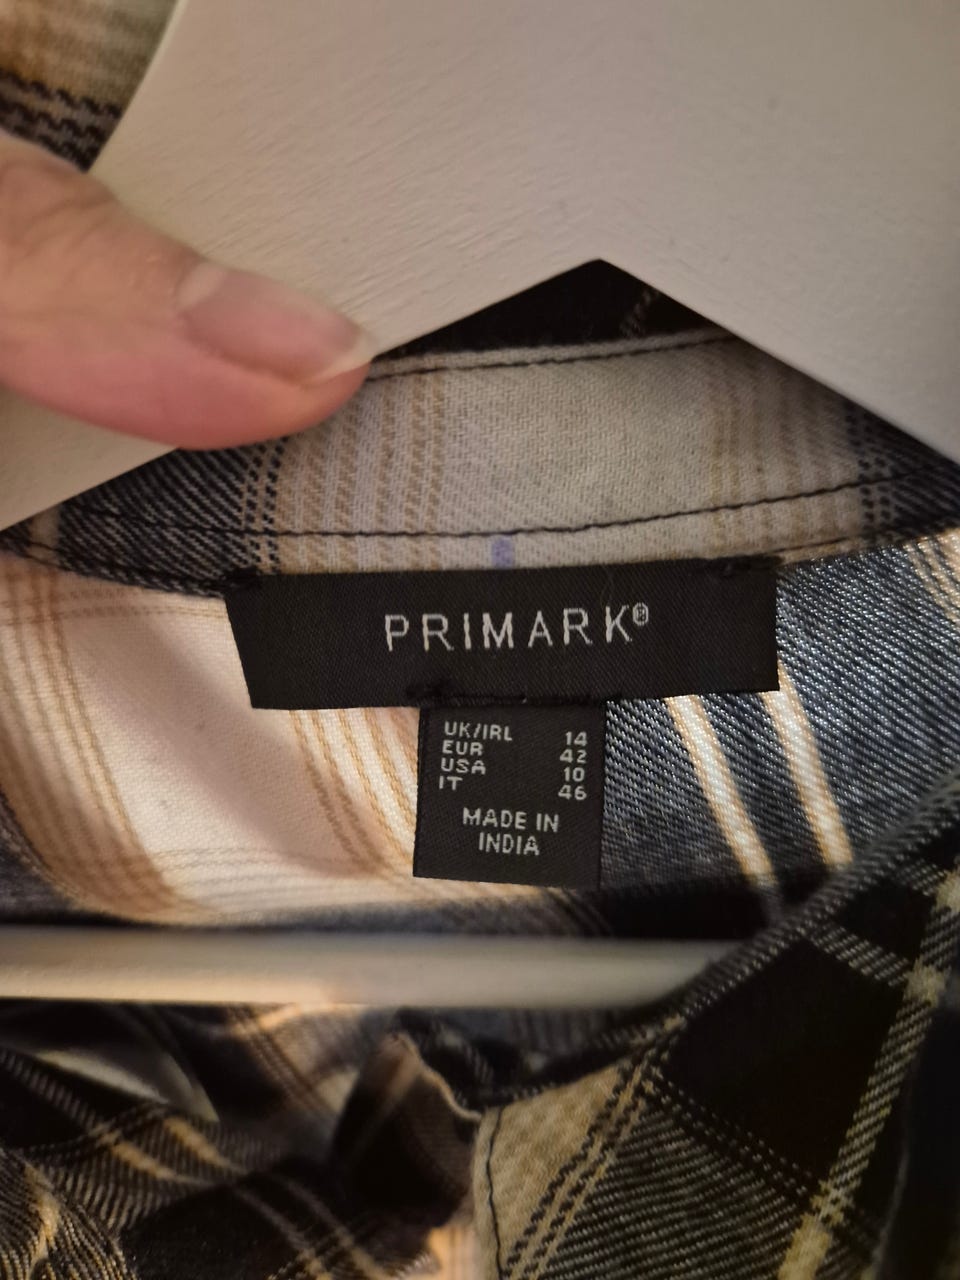 PRIMARK®
UK/IRL 14
EUR 42
USA 10
IT 46
MADE IN
INDIA